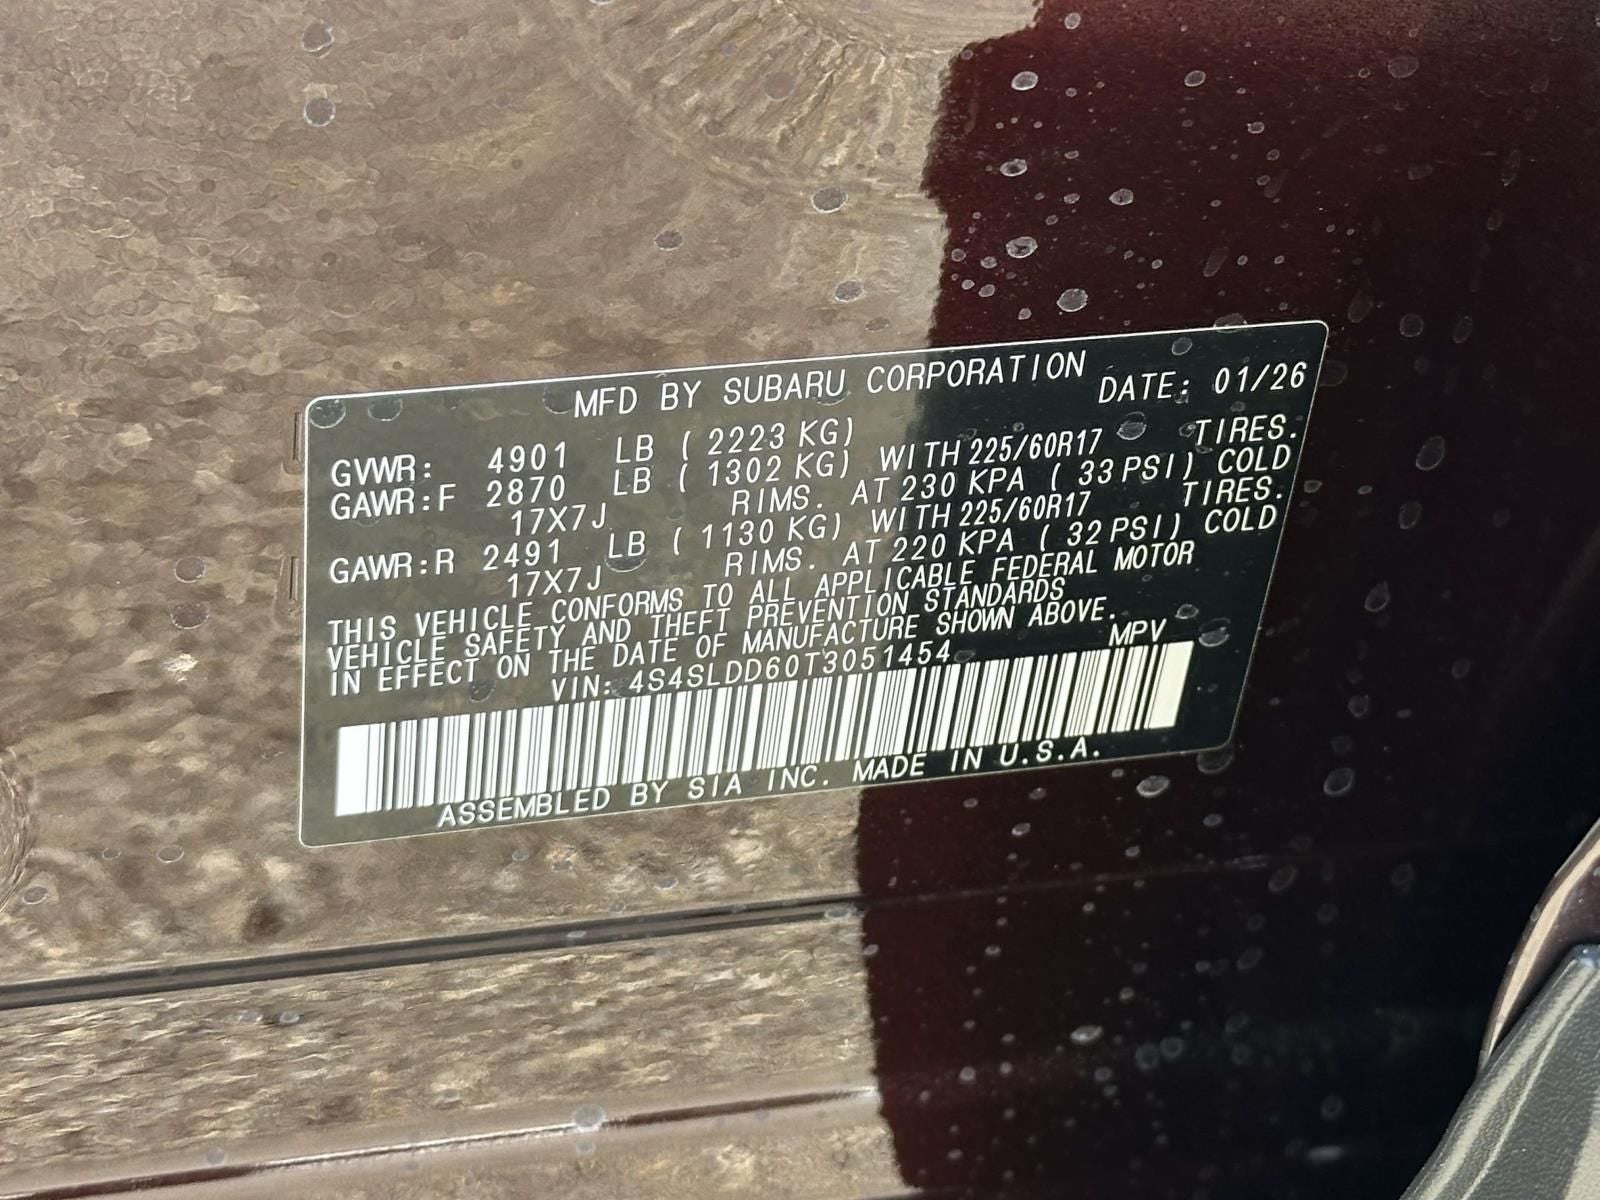 MFD BY SUBARU CORPORATION DATE: 01/26
GVWR: 4901 LB ( 2223 KG)
GAWR:F 2870 LB ( 1302 KG) WITH 225/60R17 TIRES.
17X7J RIMS. AT 230 KPA ( 33 PSI) COLD
GAWR:R 2491 LB ( 1130 KG) WITH 225/60R17 TIRES.
17X7J RIMS. AT 220 KPA ( 32 PSI) COLD
THIS VEHICLE CONFORMS TO ALL APPLICABLE FEDERAL MOTOR
VEHICLE SAFETY AND THEFT PREVENTION STANDARDS
IN EFFECT ON THE DATE OF MANUFACTURE SHOWN ABOVE.
VIN: 4S4SLDD60T3051454 MPV
ASSEMBLED BY SIA INC. MADE IN U.S.A.